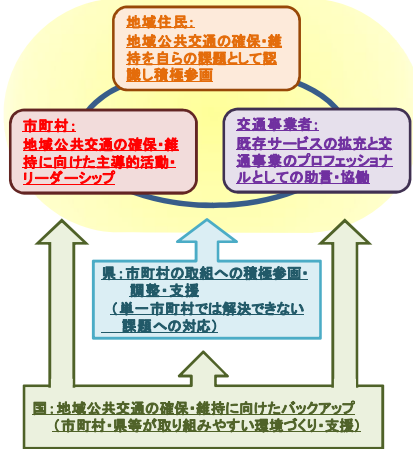 地域住民：
地域公共交通の確保・維
持を自らの課題として認
識し積極参画
市町村：
地域公共交通の確保・維
持に向けた主導的活動・
リーダーシップ
交通事業者：
既存サービスの拡充と交
通事業のプロフェッショナ
ルとしての助言・協働
県：市町村の取組への積極参画・
調整・支援
（単一市町村では解決できない
課題への対応）
国：地域公共交通の確保・維持に向けたバックアップ
（市町村・県等が取り組みやすい環境づくり・支援）